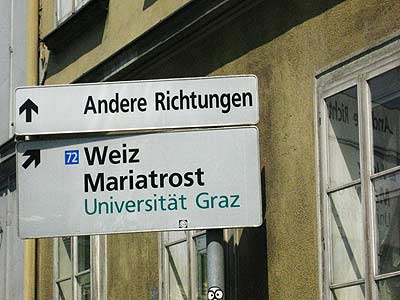 Andere Richtungen
72 Weiz
Mariatrost
Universität Graz